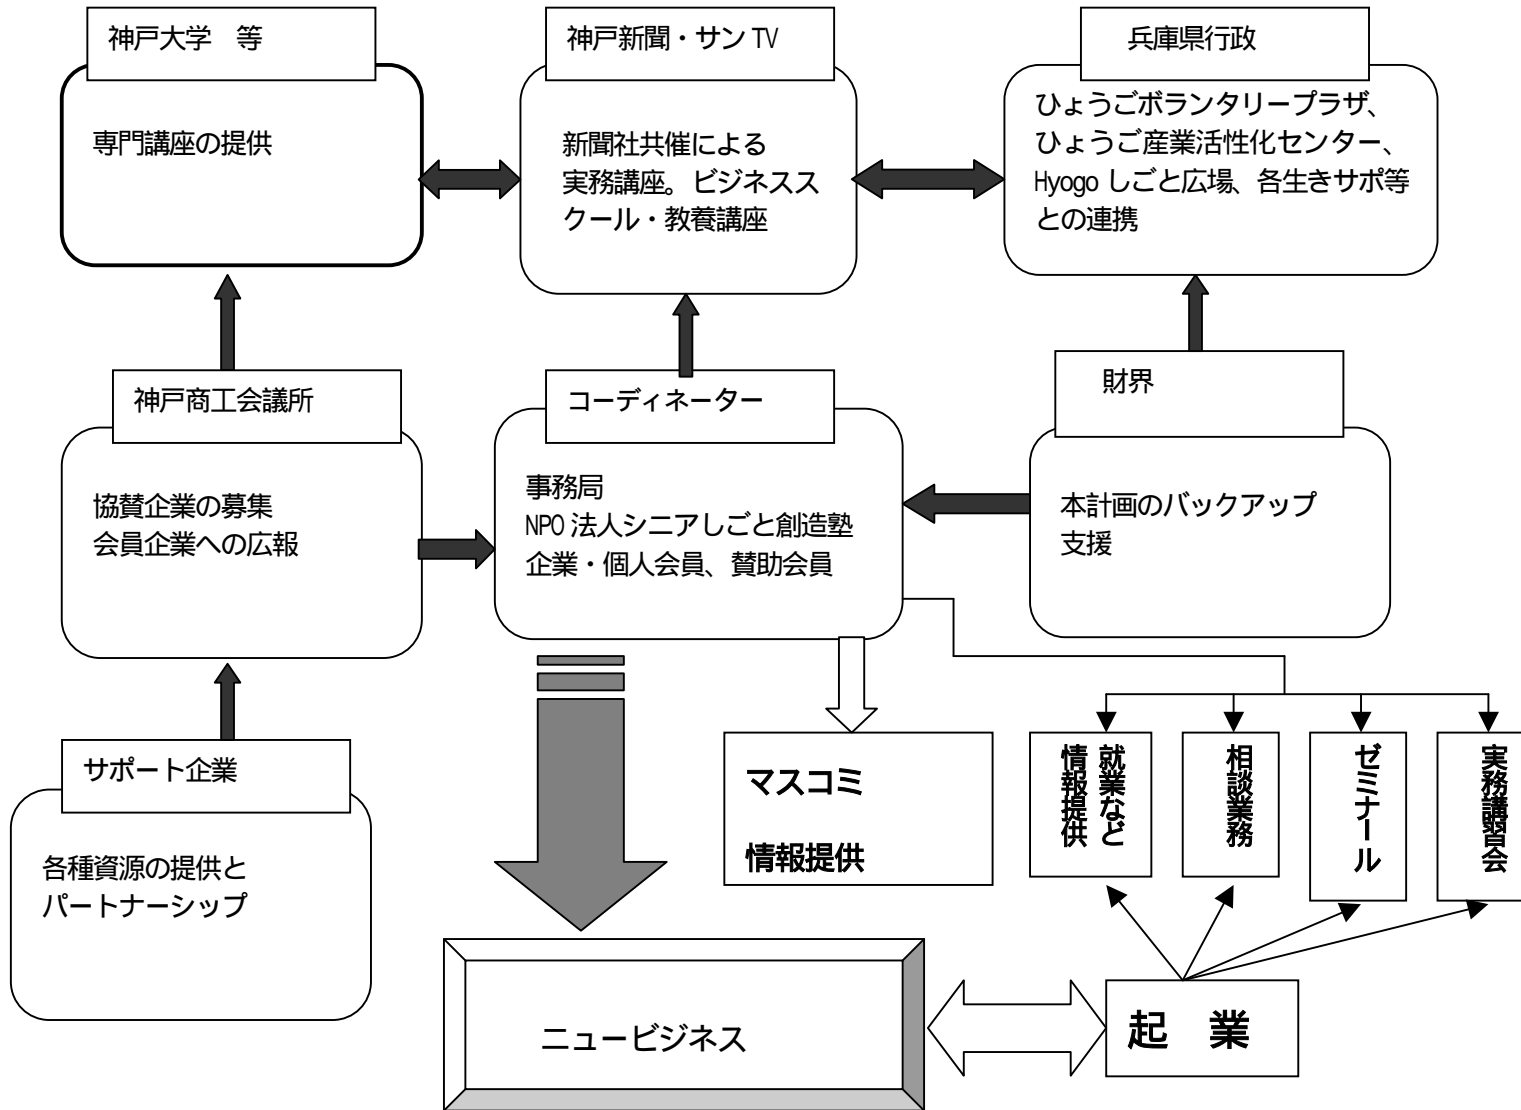 神戸大学　等
専門講座の提供
神戸新聞・サン TV
新聞社共催による
実務講座。ビジネスス
クール・教養講座
兵庫県行政
ひょうごボランタリープラザ、
ひょうご産業活性化センター、
Hyogo しごと広場、各生きサポ等
との連携
神戸商工会議所
協賛企業の募集
会員企業への広報
コーディネーター
事務局
NPO 法人シニアしごと創造塾
企業・個人会員、賛助会員
財界
本計画のバックアップ
支援
サポート企業
各種資源の提供と
パートナーシップ
マスコミ
情報提供
就業など
情報提供
相談業務
ゼミナール
実務講習会
ニュービジネス
起　業